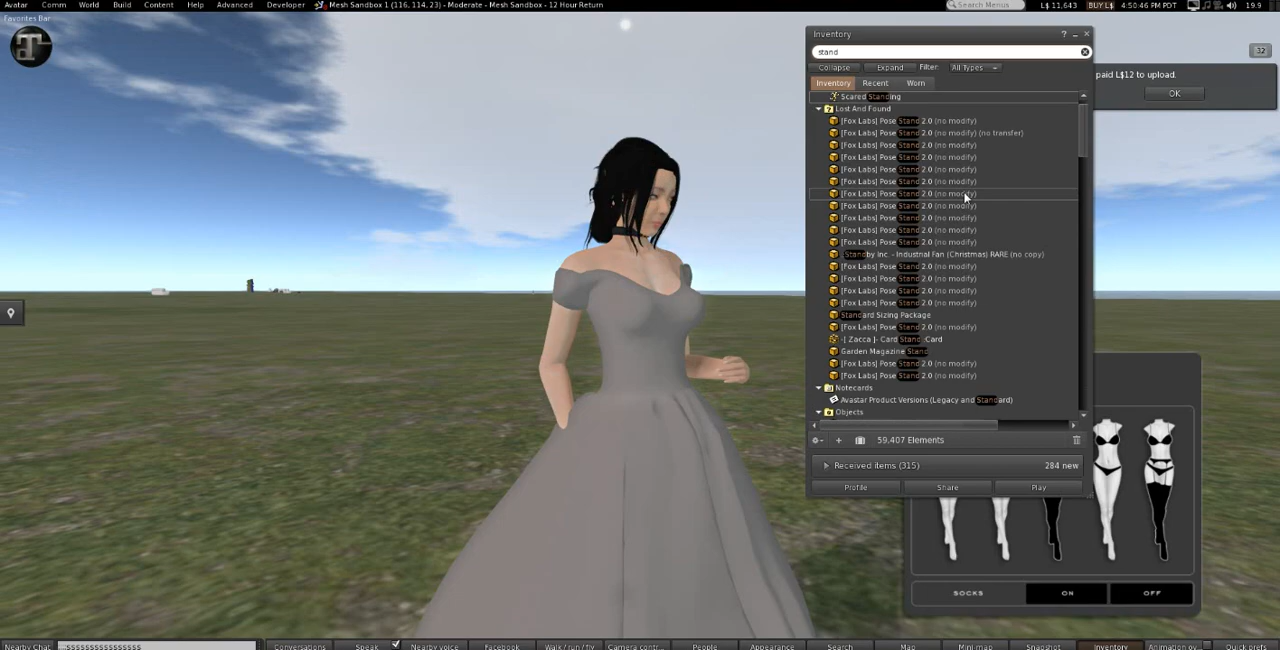 Avatar Comm World Build Content Help Advanced Developer Mesh Sandbox 1 (116, 114, 23) - Moderate - Mesh Sandbox - 12 Hour Return Search Menus L$ 11,643 BUY L$ 4:50:46 PM PDT 19.9
Favorites Bar
Inventory ? _ ×
32
stand
Collapse Expand Filter: All Types
paid L$12 to upload.
OK
Inventory Recent Worn
Scared Standing
Lost And Found
[Fox Labs] Pose Stand 2.0 (no modify)
[Fox Labs] Pose Stand 2.0 (no modify) (no transfer)
[Fox Labs] Pose Stand 2.0 (no modify)
[Fox Labs] Pose Stand 2.0 (no modify)
[Fox Labs] Pose Stand 2.0 (no modify)
[Fox Labs] Pose Stand 2.0 (no modify)
[Fox Labs] Pose Stand 2.0 (no modify)
[Fox Labs] Pose Stand 2.0 (no modify)
[Fox Labs] Pose Stand 2.0 (no modify)
[Fox Labs] Pose Stand 2.0 (no modify)
[Fox Labs] Pose Stand 2.0 (no modify)
Standby Inc. - Industrial Fan (Christmas) RARE (no copy)
[Fox Labs] Pose Stand 2.0 (no modify)
[Fox Labs] Pose Stand 2.0 (no modify)
[Fox Labs] Pose Stand 2.0 (no modify)
[Fox Labs] Pose Stand 2.0 (no modify)
Standard Sizing Package
[Fox Labs] Pose Stand 2.0 (no modify)
-[ Zacca ]- Card Stand Card
Garden Magazine Stand
[Fox Labs] Pose Stand 2.0 (no modify)
[Fox Labs] Pose Stand 2.0 (no modify)
Notecards
Avastar Product Versions (Legacy and Standard)
Objects
59,407 Elements
Received items (315) 284 new
Profile Share Play
SOCKS ON OFF
Nearby Chat Conversations Speak Nearby voice Facebook Walk / run / fly Camera contr... People Appearance Search Map Mini-map Snapshot Inventory Animation ov... Quick prefs